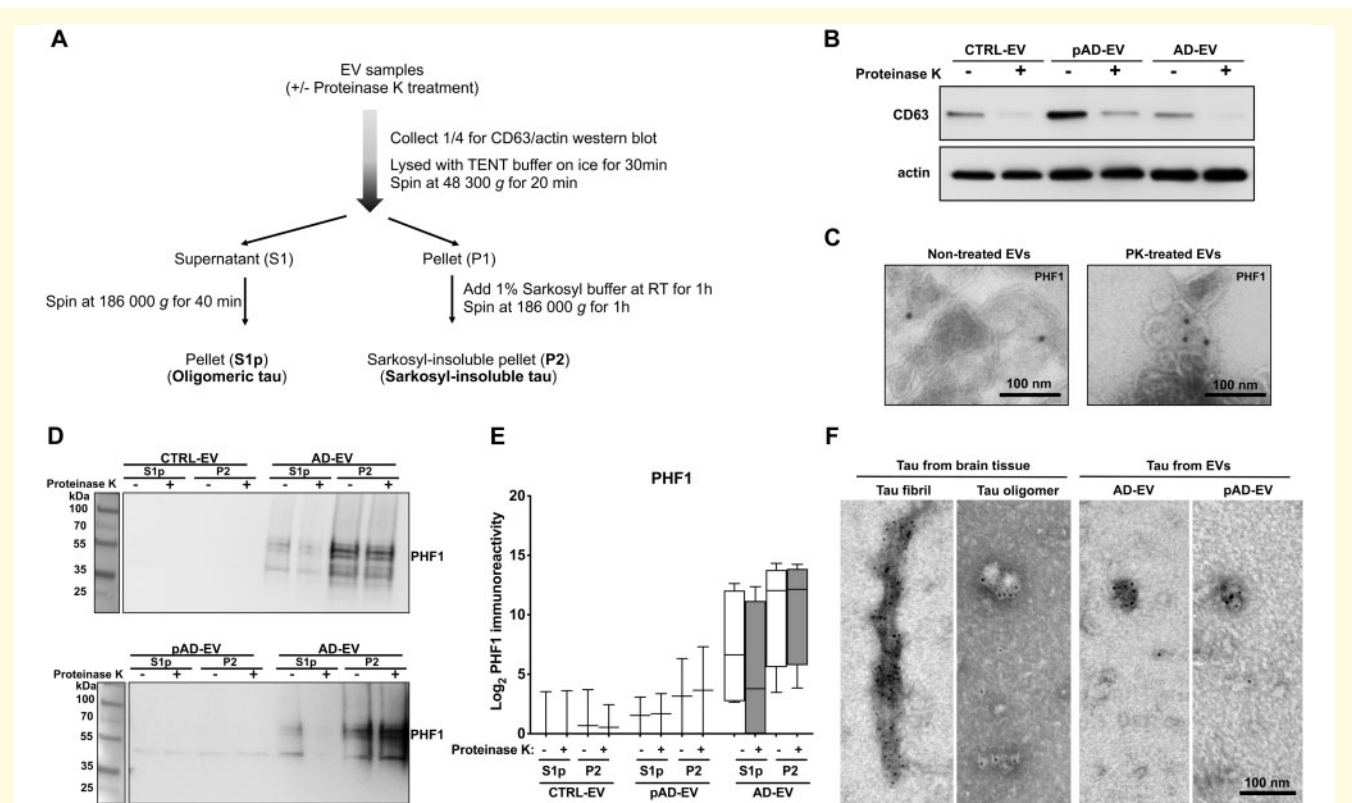 A
EV samples
(+/- Proteinase K treatment)
Collect 1/4 for CD63/actin western blot
Lysed with TENT buffer on ice for 30min
Spin at 48 300 g for 20 min
Supernatant (S1)
Pellet (P1)
Spin at 186 000 g for 40 min
Add 1% Sarkosyl buffer at RT for 1h
Spin at 186 000 g for 1h
Pellet (S1p)
(Oligomeric tau)
Sarkosyl-insoluble pellet (P2)
(Sarkosyl-insoluble tau)
B
CTRL-EV pAD-EV AD-EV
Proteinase K - + - + - +
CD63
actin
C
Non-treated EVs PK-treated EVs
PHF1 PHF1
100 nm 100 nm
D
CTRL-EV AD-EV
S1p P2 S1p P2
Proteinase K - + - + - + - +
kDa
100
70
55
35
25
PHF1
pAD-EV AD-EV
S1p P2 S1p P2
Proteinase K - + - + - + - +
kDa
100
70
55
35
25
PHF1
E
PHF1
Log2 PHF1 immunoreactivity
20
15
10
5
0
Proteinase K: - + - + - + - + - + - +
S1p P2 S1p P2 S1p P2
CTRL-EV pAD-EV AD-EV
F
Tau from brain tissue Tau from EVs
Tau fibril Tau oligomer AD-EV pAD-EV
100 nm